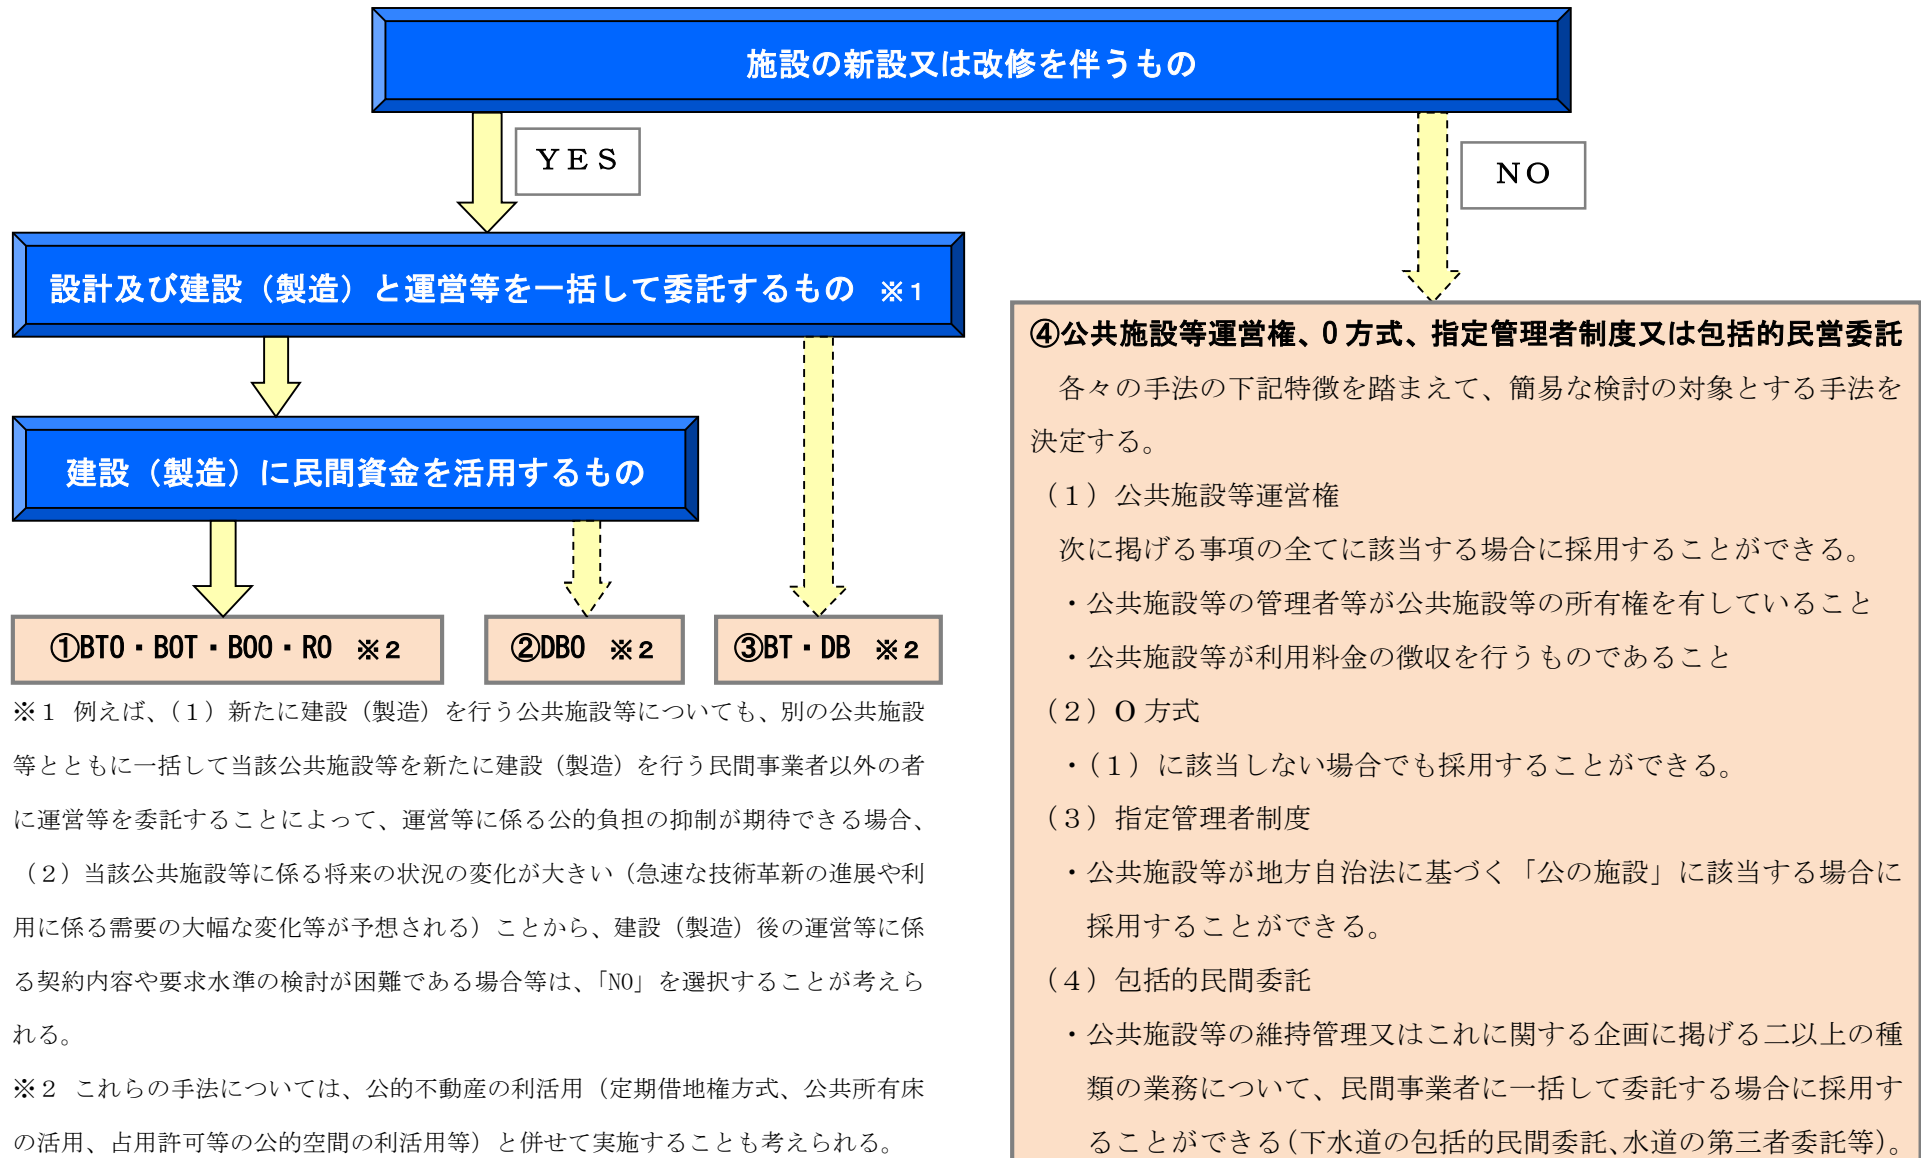 施設の新設又は改修を伴うもの
YES
NO
設計及び建設（製造）と運営等を一括して委託するもの ※1
建設（製造）に民間資金を活用するもの
①BTO・BOT・BOO・RO ※2
②DBO ※2
③BT・DB ※2
※1 例えば、（1）新たに建設（製造）を行う公共施設等についても、別の公共施設
等とともに一括して当該公共施設等を新たに建設（製造）を行う民間事業者以外の者
に運営等を委託することによって、運営等に係る公的負担の抑制が期待できる場合、
（2）当該公共施設等に係る将来の状況の変化が大きい（急速な技術革新の進展や利
用に係る需要の大幅な変化等が予想される）ことから、建設（製造）後の運営等に係
る契約内容や要求水準の検討が困難である場合等は、「NO」を選択することが考えら
れる。
※2 これらの手法については、公的不動産の利活用（定期借地権方式、公共所有床
の活用、占用許可等の公的空間の利活用等）と併せて実施することも考えられる。
④公共施設等運営権、O方式、指定管理者制度又は包括的民営委託
各々の手法の下記特徴を踏まえて、簡易な検討の対象とする手法を
決定する。
（1）公共施設等運営権
次に掲げる事項の全てに該当する場合に採用することができる。
・公共施設等の管理者等が公共施設等の所有権を有していること
・公共施設等が利用料金の徴収を行うものであること
（2）O方式
・（1）に該当しない場合でも採用することができる。
（3）指定管理者制度
・公共施設等が地方自治法に基づく「公の施設」に該当する場合に
採用することができる。
（4）包括的民間委託
・公共施設等の維持管理又はこれに関する企画に掲げる二以上の種
類の業務について、民間事業者に一括して委託する場合に採用す
ることができる（下水道の包括的民間委託、水道の第三者委託等）。